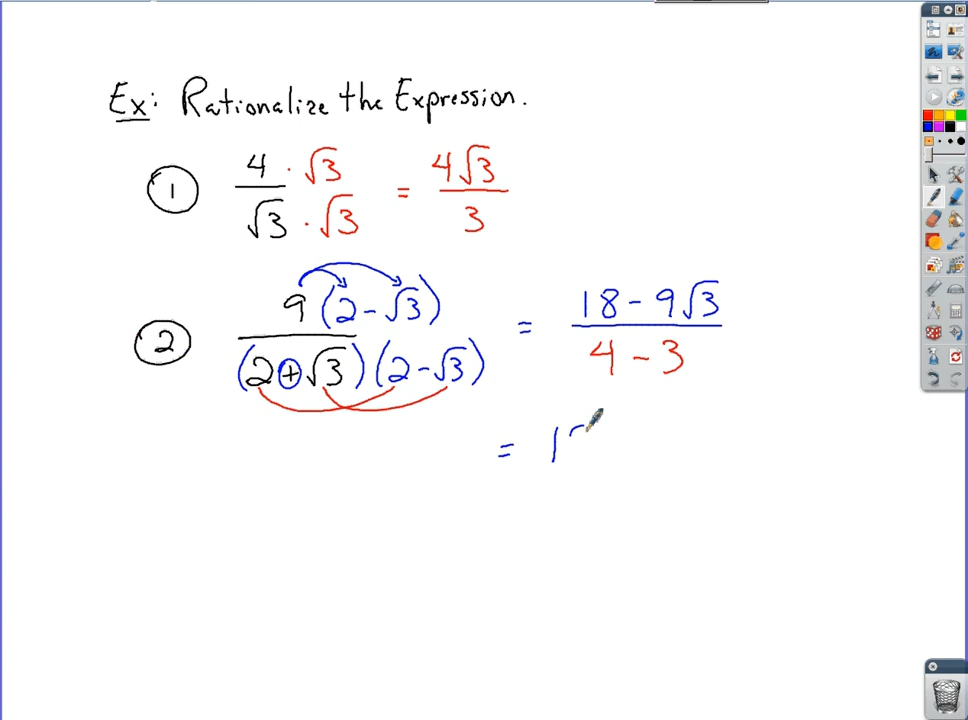 Ex: Rationalize the Expression.
① 4 · √3 / √3 · √3 = 4√3 / 3
② 9 (2 - √3) / (2 + √3) (2 - √3) = 18 - 9√3 / 4 - 3
= 1